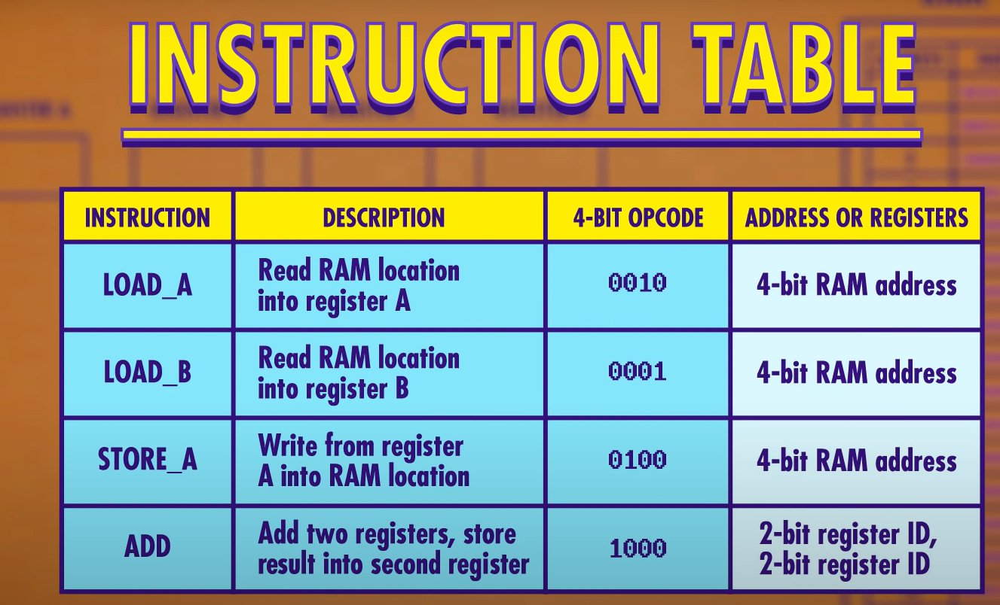 INSTRUCTION TABLE
INSTRUCTION DESCRIPTION 4-BIT OPCODE ADDRESS OR REGISTERS
LOAD_A Read RAM location into register A 0010 4-bit RAM address
LOAD_B Read RAM location into register B 0001 4-bit RAM address
STORE_A Write from register A into RAM location 0100 4-bit RAM address
ADD Add two registers, store result into second register 1000 2-bit register ID, 2-bit register ID